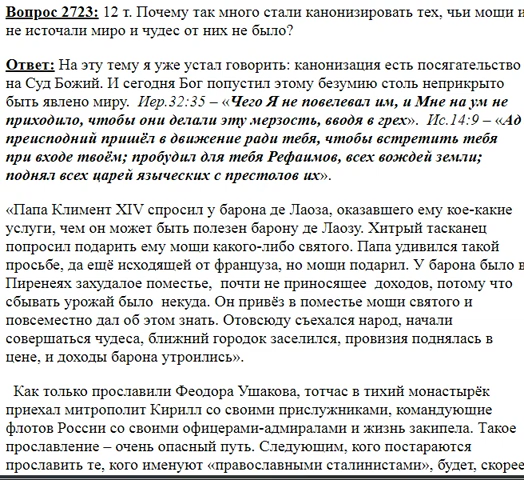 Вопрос 2723: 12 т. Почему так много стали канонизировать тех, чьи мощи и
не источали миро и чудес от них не было?
Ответ: На эту тему я уже устал говорить: канонизация есть посягательство
на Суд Божий. И сегодня Бог попустил этому безумию столь неприкрыто
быть явлено миру. Иер.32:35 – «Чего Я не повелевал им, и Мне на ум не
приходило, чтобы они делали эту мерзость, вводя в грех». Ис.14:9 – «Ад
преисподний пришёл в движение ради тебя, чтобы встретить тебя
при входе твоём; пробудил для тебя Рефаимов, всех вождей земли;
поднял всех царей языческих с престолов их».
«Папа Климент XIV спросил у барона де Лаоза, оказавшего ему кое-какие
услуги, чем он может быть полезен барону де Лаозу. Хитрый тасканец
попросил подарить ему мощи какого-либо святого. Папа удивился такой
просьбе, да ещё исходящей от француза, но мощи подарил. У барона было в
Пиренеях захудалое поместье, почти не приносящее доходов, потому что
сбывать урожай было некуда. Он привёз в поместье мощи святого и
повсеместно дал об этом знать. Отовсюду съехался народ, начали
совершаться чудеса, ближний городок заселился, провизия поднялась в
цене, и доходы барона утроились».
Как только прославили Феодора Ушакова, тотчас в тихий монастырёк
приехал митрополит Кирилл со своими прислужниками, командующие
флотов России со своими офицерами-адмиралами и жизнь закипела. Такое
прославление – очень опасный путь. Следующим, кого постараются
прославить те, кого именуют «православными сталинистами», будет, скорее